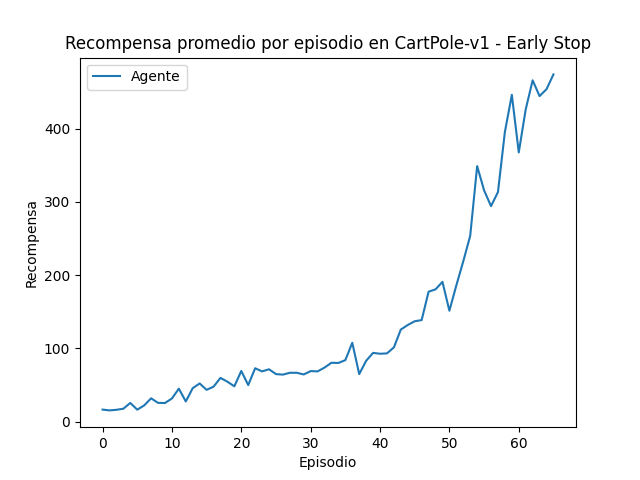 Recompensa promedio por episodio en CartPole-v1 - Early Stop
Agente
400
300
200
100
0
Recompensa
0 10 20 30 40 50 60
Episodio